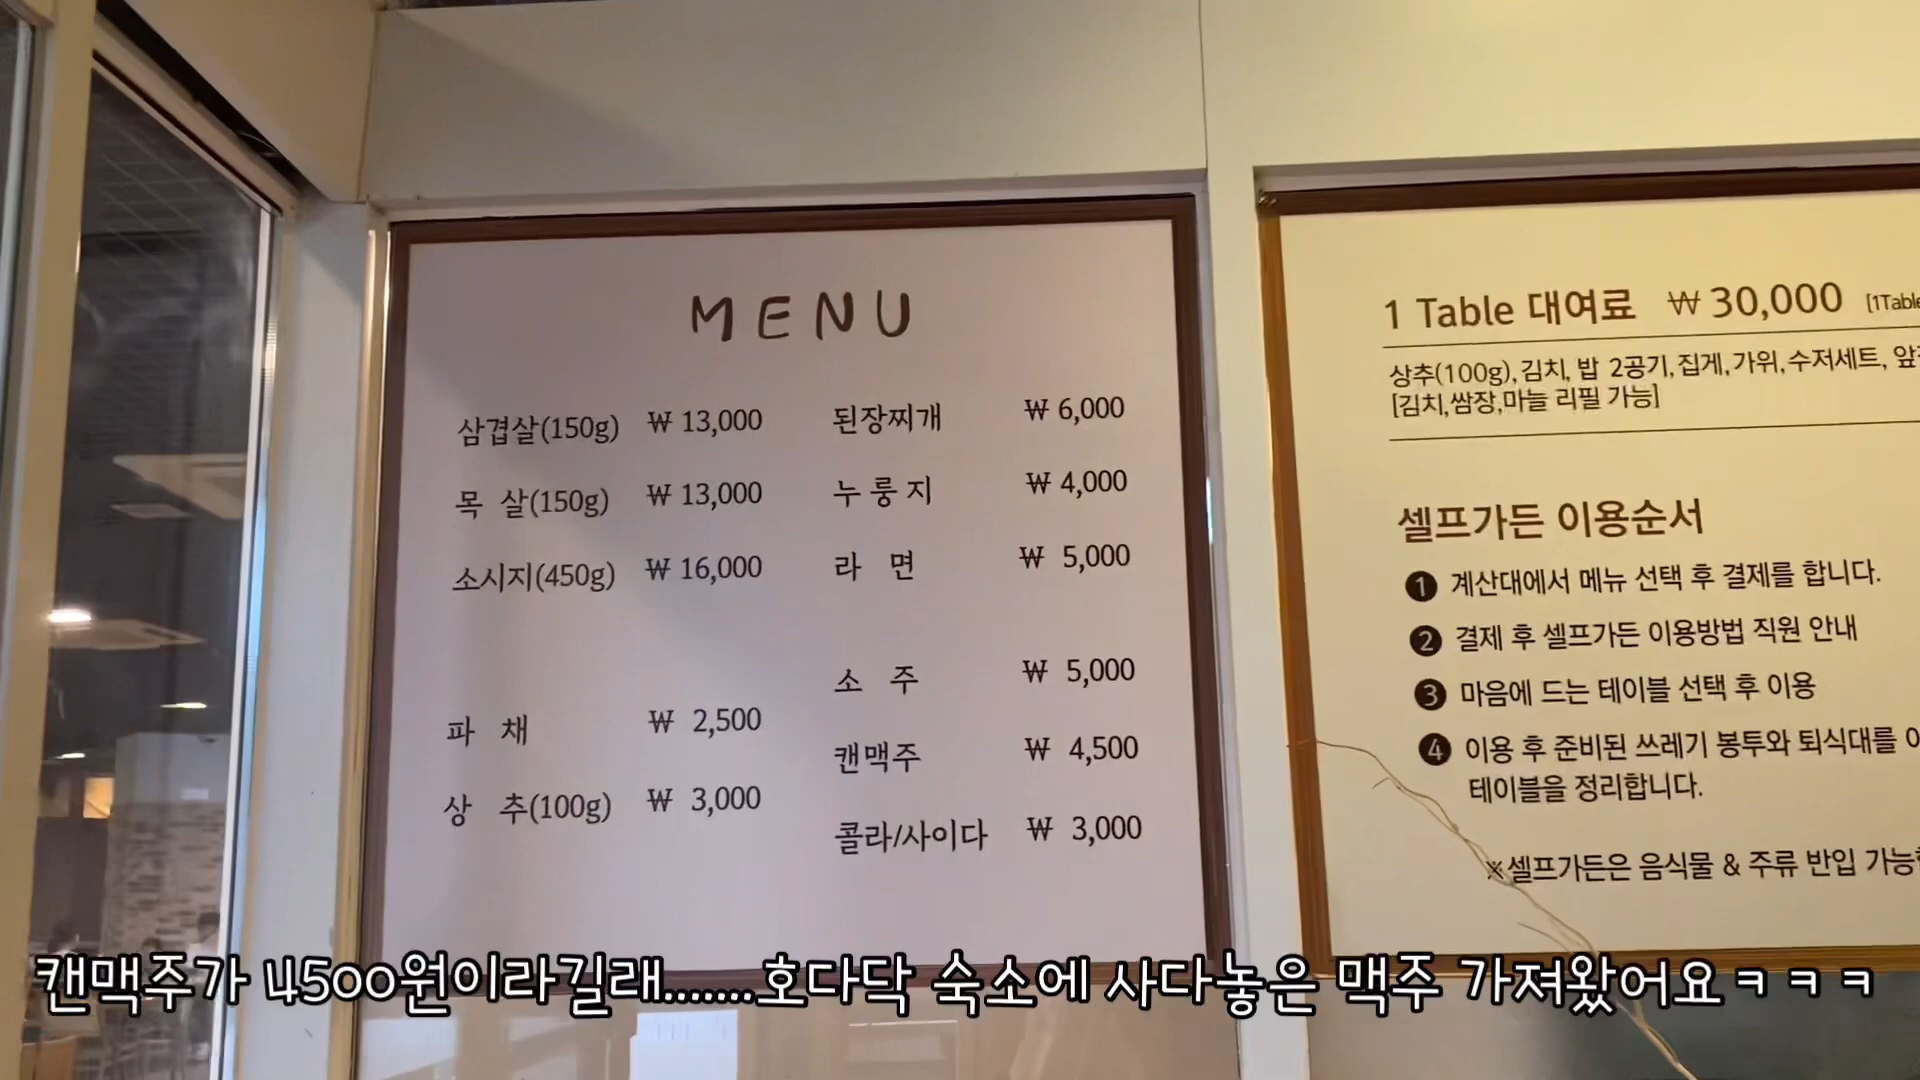 MENU
삼겹살(150g) ₩ 13,000
목 살(150g) ₩ 13,000
소시지(450g) ₩ 16,000
파 채 ₩ 2,500
상 추(100g) ₩ 3,000
된장찌개 ₩ 6,000
누룽지 ₩ 4,000
라 면 ₩ 5,000
소 주 ₩ 5,000
캔맥주 ₩ 4,500
콜라/사이다 ₩ 3,000
1 Table 대여료 ₩ 30,000 [1Table
상추(100g),김치, 밥 2공기,집게,가위,수저세트,
[김치,쌈장,마늘 리필 가능]
셀프가든 이용순서
❶ 계산대에서 메뉴 선택 후 결제를 합니다.
❷ 결제 후 셀프가든 이용방법 직원 안내
❸ 마음에 드는 테이블 선택 후 이용
❹ 이용 후 준비된 쓰레기 봉투와 퇴식대를
테이블을 정리합니다.
※셀프가든은 음식물 & 주류 반입
캔맥주가 4500원이라길래.......호다닥 숙소에 사다놓은 맥주 가져왔어요ㅋㅋㅋ